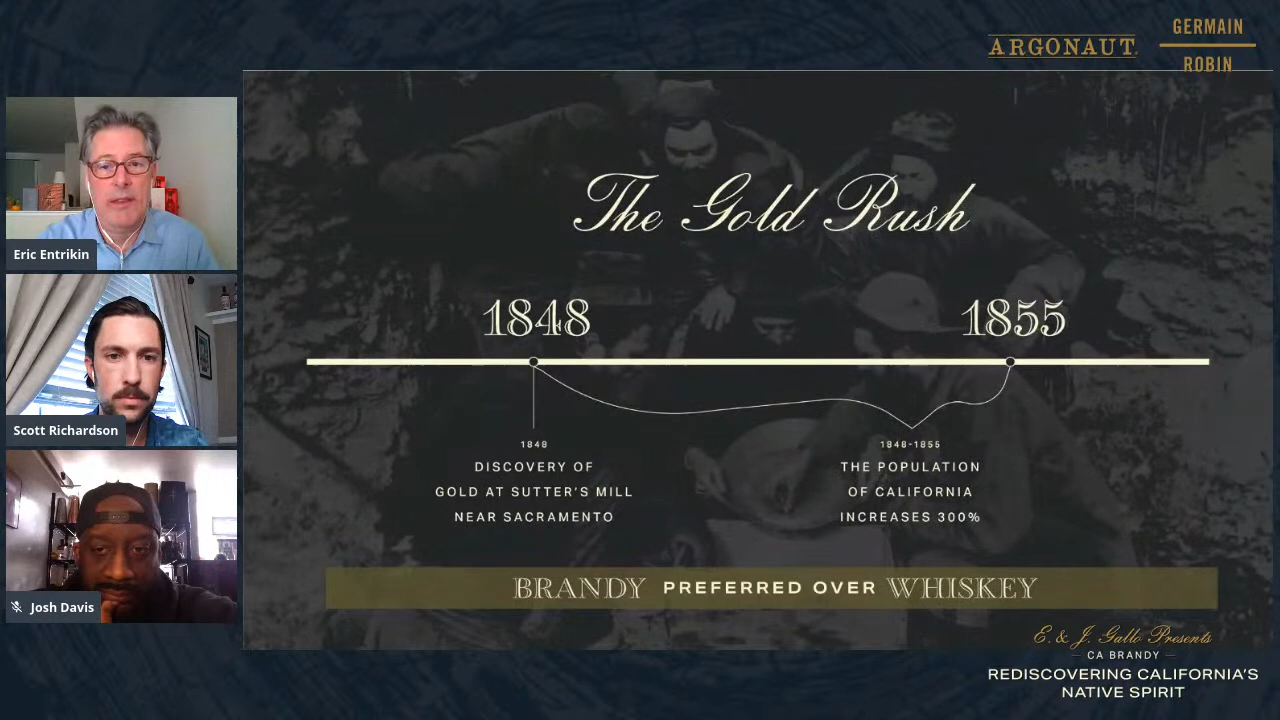 ARGONAUT
GERMAIN
ROBIN
Eric Entrikin
Scott Richardson
Josh Davis
The Gold Rush
1848
1855
1848
DISCOVERY OF
GOLD AT SUTTER'S MILL
NEAR SACRAMENTO
1848-1855
THE POPULATION
OF CALIFORNIA
INCREASES 300%
BRANDY PREFERRED OVER WHISKEY
E. & J. Gallo Presents
CA BRANDY
REDISCOVERING CALIFORNIA'S
NATIVE SPIRIT